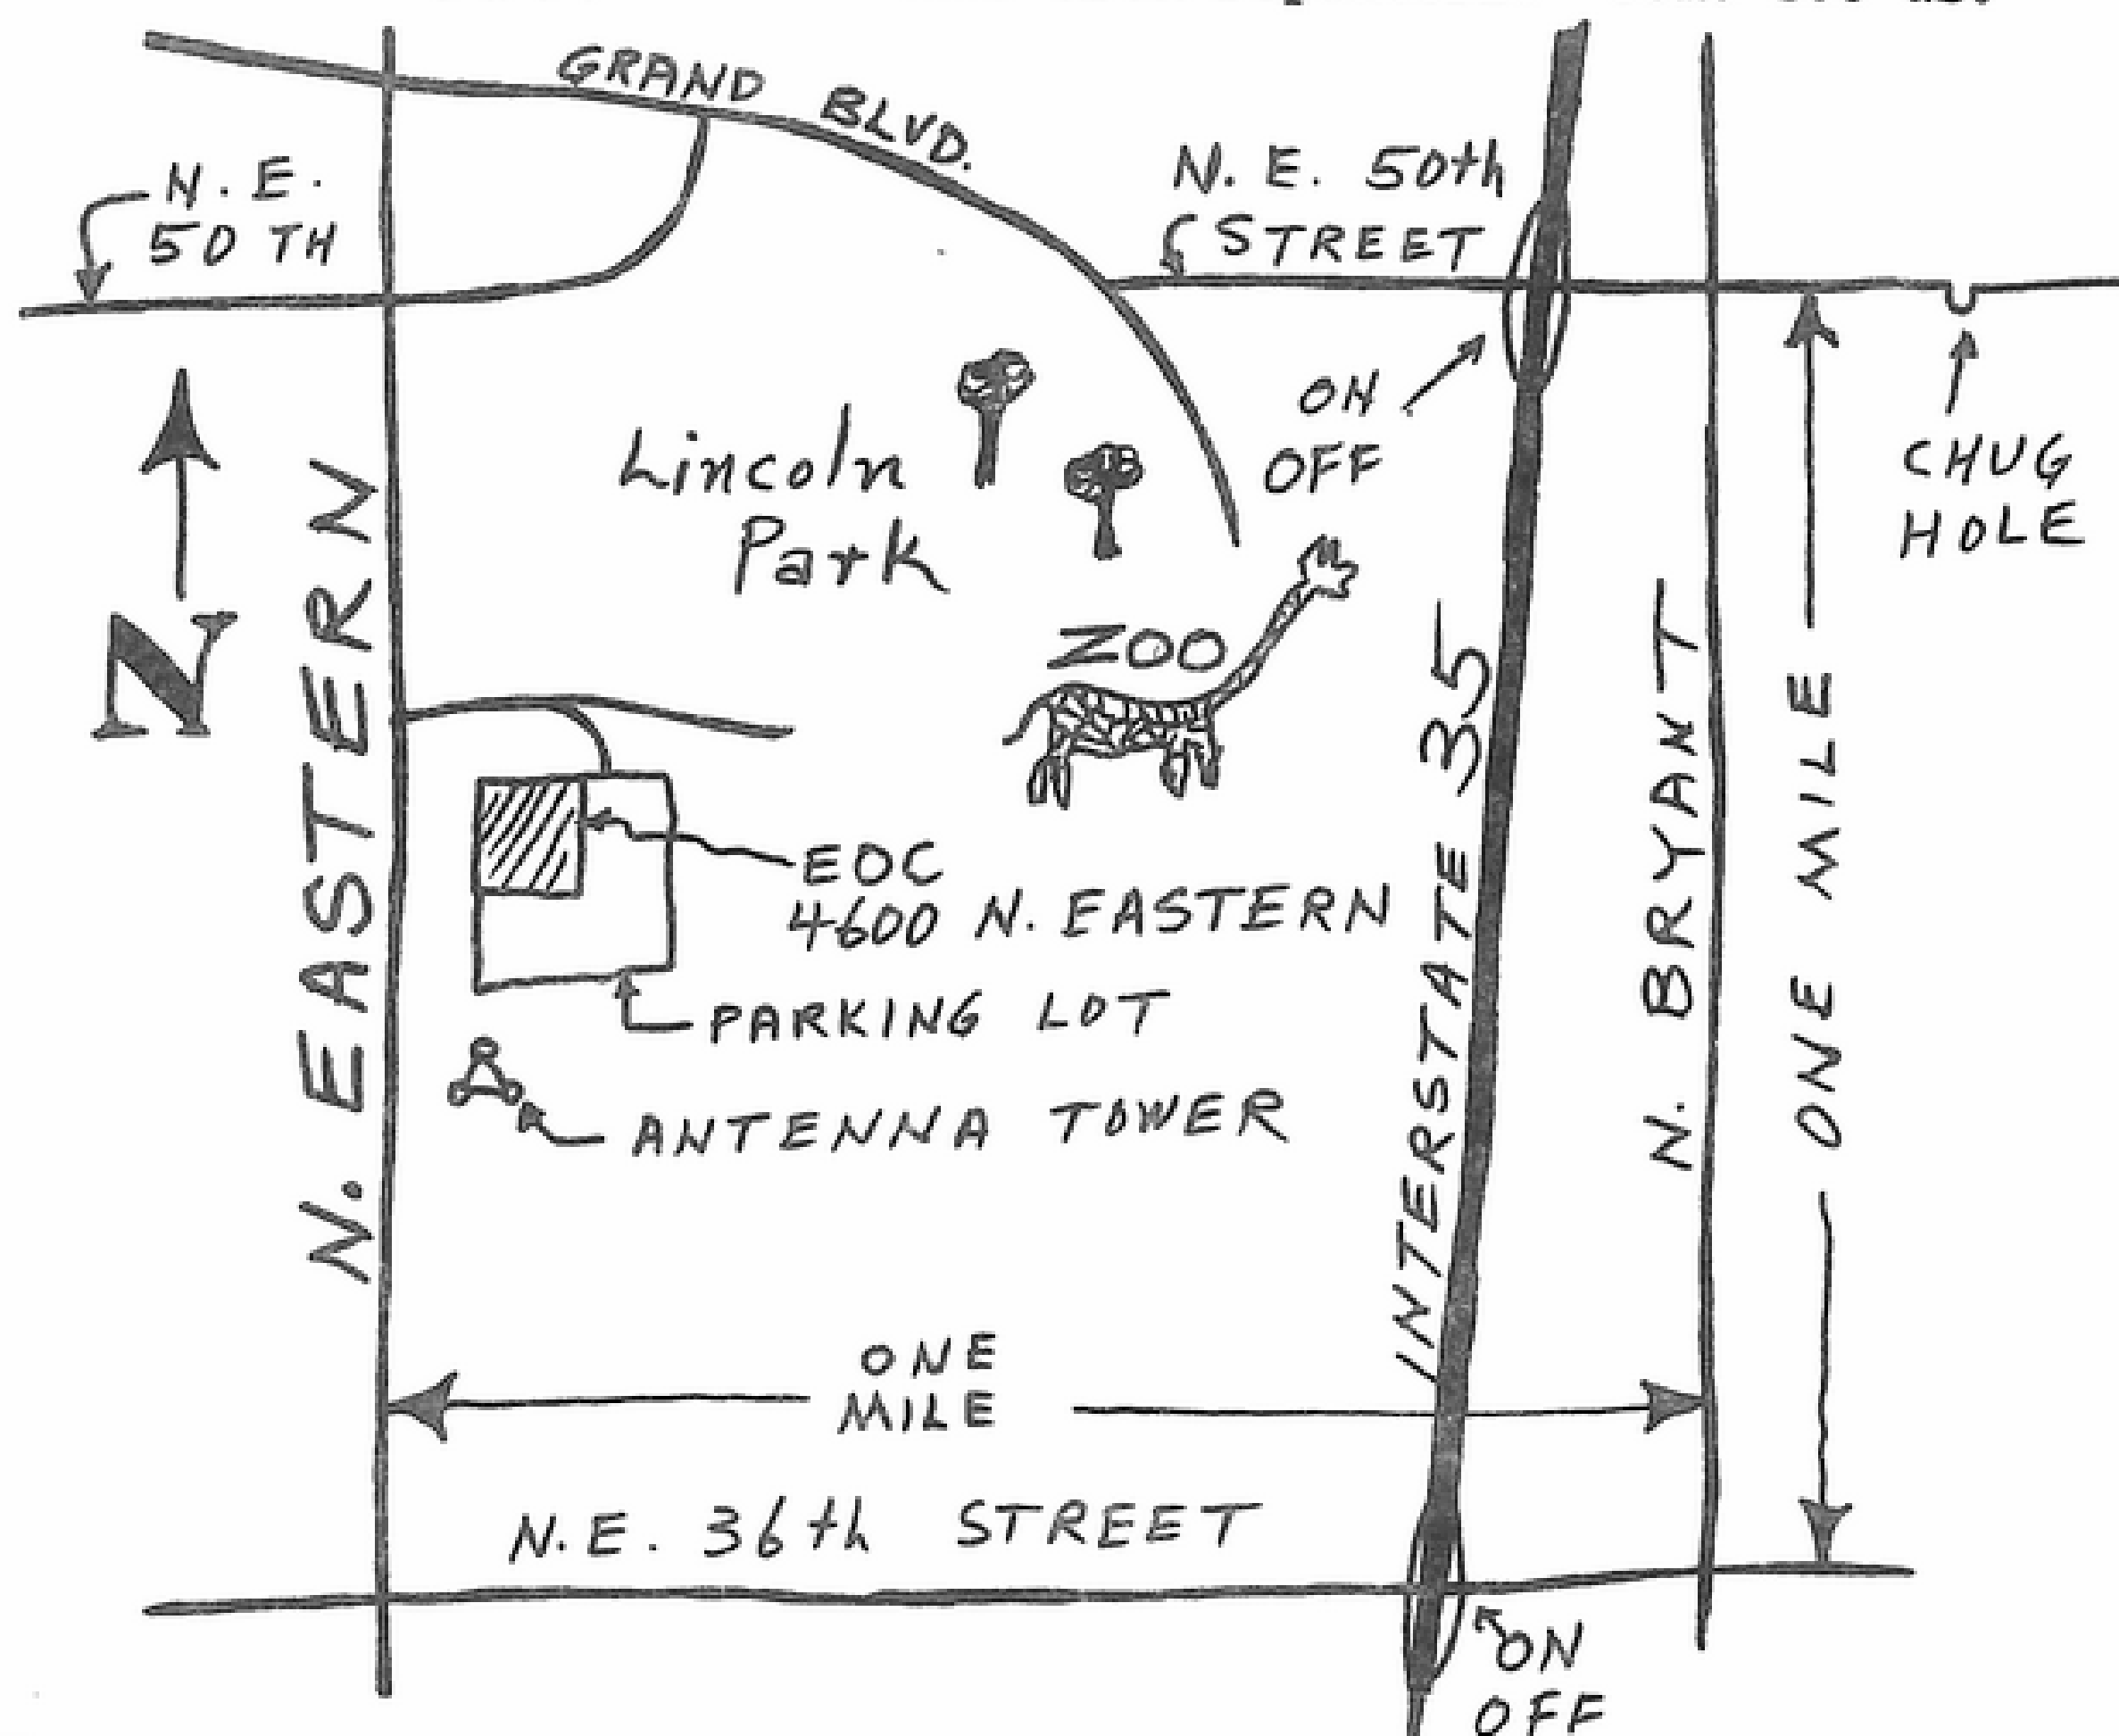 GRAND BLVD.
N. E.
50 TH
N. E. 50th
STREET
ON
OFF
CHUG
HOLE
Lincoln
Park
N
ZOO
N. EASTERN
INTERSTATE 35
N. BRYANT
ONE MILE
EOC
4600 N. EASTERN
PARKING LOT
ANTENNA TOWER
ONE
MILE
N.E. 36th STREET
ON
OFF